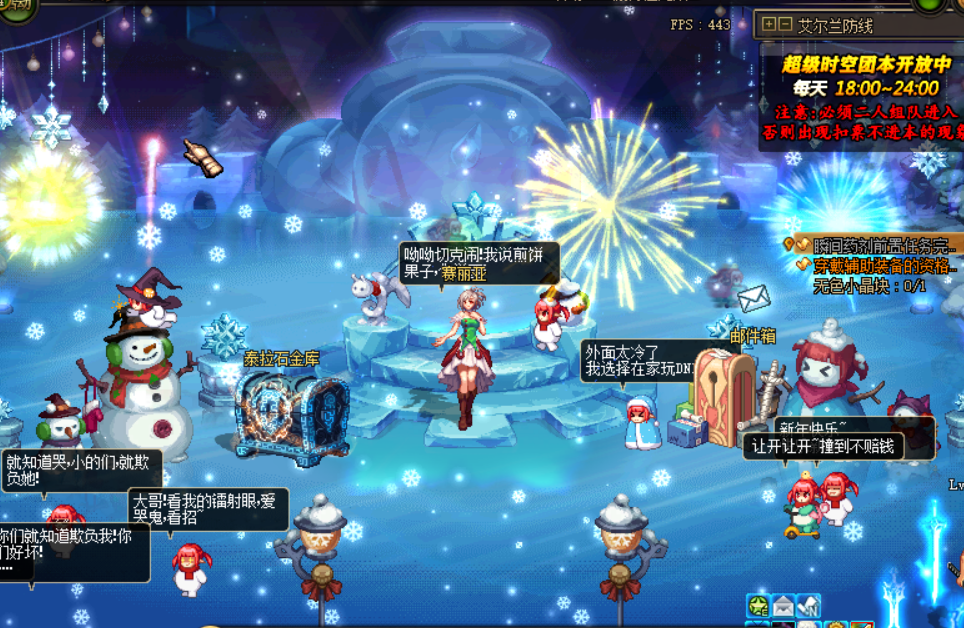 FPS : 443
艾尔兰防线
超级时空团本开放中
每天 18:00~24:00
注意:必须二人组队进入
否则出现扣票不进本的现象
瞬间药剂前置任务完...
穿戴辅助装备的资格...
无色小晶块：0/1
呦呦切克闹!我说煎饼
果子,
赛丽亚
邮件箱
泰拉石金库
外面太冷了
我选择在家玩DN
新年快乐~
让开让开~撞到不赔钱
就知道哭,小的们,就欺
负她!
大哥!看我的镭射眼,爱
哭鬼,看招~
你们就知道欺负我!你
们好坏!
....
Lv